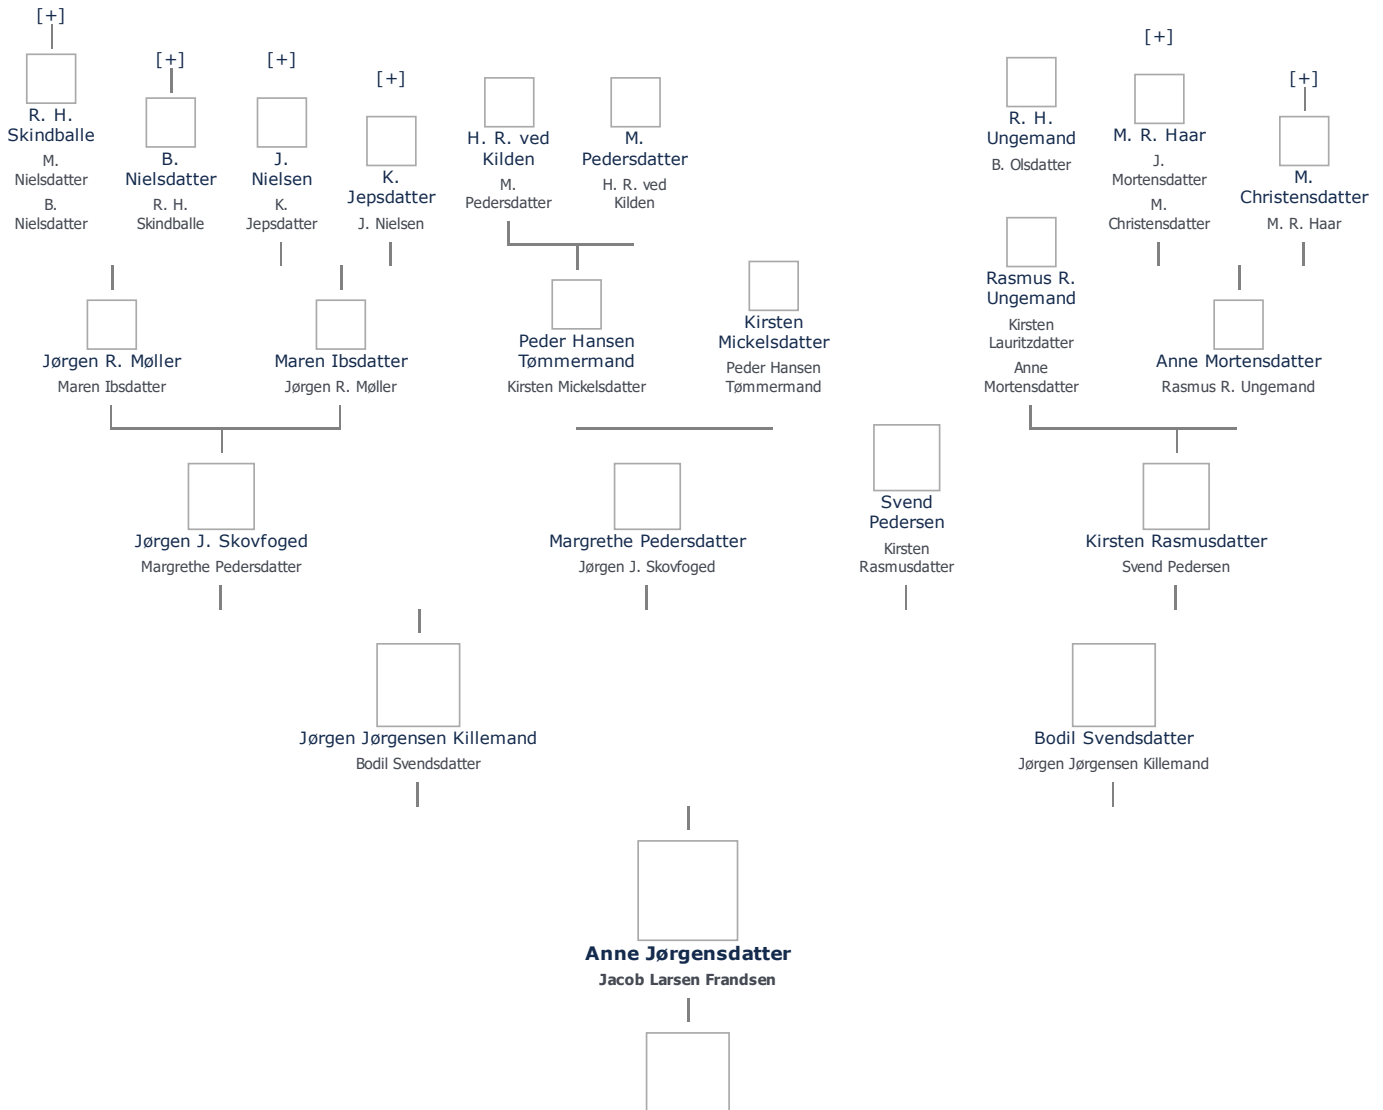 [+]
R. H.
Skindballe
M.
Nielsdatter
B.
Nielsdatter
[+]
B.
Nielsdatter
R. H.
Skindballe
[+]
J.
Nielsen
K.
Jepsdatter
[+]
K.
Jepsdatter
J. Nielsen
H. R. ved
Kilden
M.
Pedersdatter
M.
Pedersdatter
H. R. ved
Kilden
R. H.
Ungemand
B. Olsdatter
[+]
M. R. Haar
J.
Mortensdatter
M.
Christensdatter
[+]
M.
Christensdatter
M. R. Haar
Jørgen R. Møller
Maren Ibsdatter
Maren Ibsdatter
Jørgen R. Møller
Peder Hansen
Tømmermand
Kirsten Mickelsdatter
Kirsten
Mickelsdatter
Peder Hansen
Tømmermand
Rasmus R.
Ungemand
Kirsten
Lauritzdatter
Anne
Mortensdatter
Anne Mortensdatter
Rasmus R. Ungemand
Jørgen J. Skovfoged
Margrethe Pedersdatter
Margrethe Pedersdatter
Jørgen J. Skovfoged
Svend
Pedersen
Kirsten
Rasmusdatter
Kirsten Rasmusdatter
Svend Pedersen
Jørgen Jørgensen Killemand
Bodil Svendsdatter
Bodil Svendsdatter
Jørgen Jørgensen Killemand
Anne Jørgensdatter
Jacob Larsen Frandsen